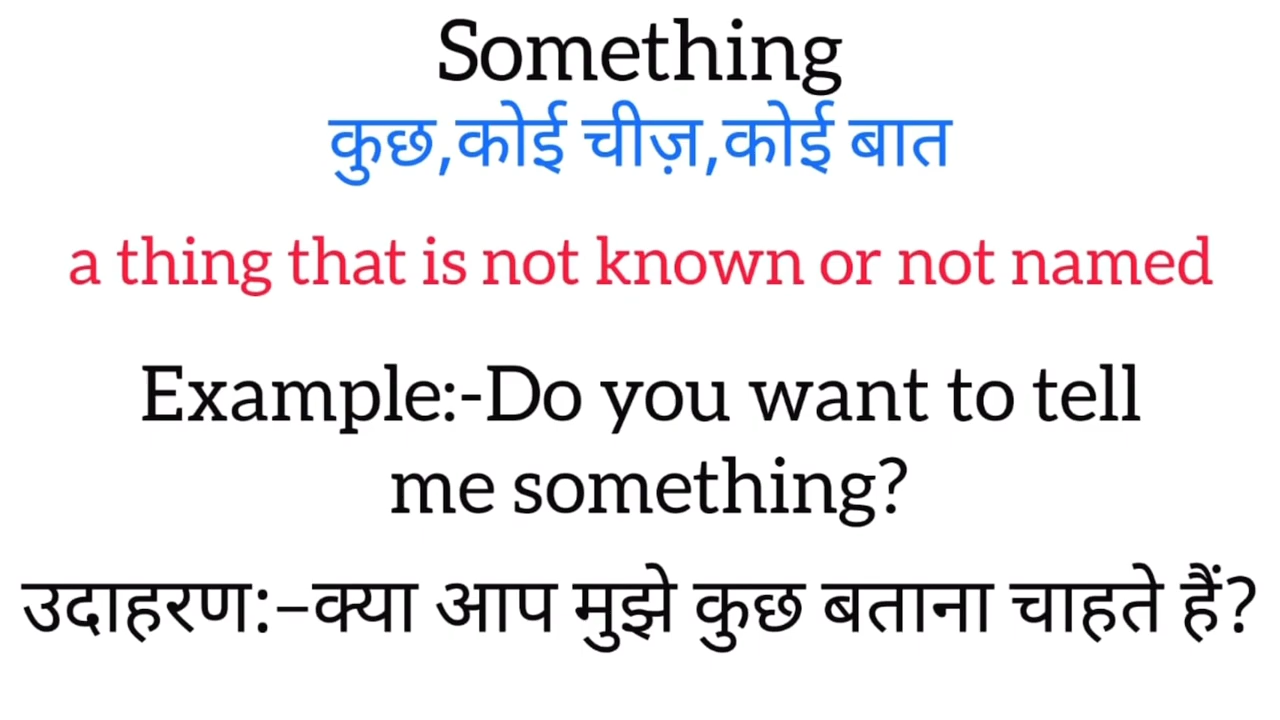 Something
कुछ,कोई चीज़,कोई बात
a thing that is not known or not named
Example:-Do you want to tell
me something?
उदाहरण:–क्या आप मुझे कुछ बताना चाहते हैं?